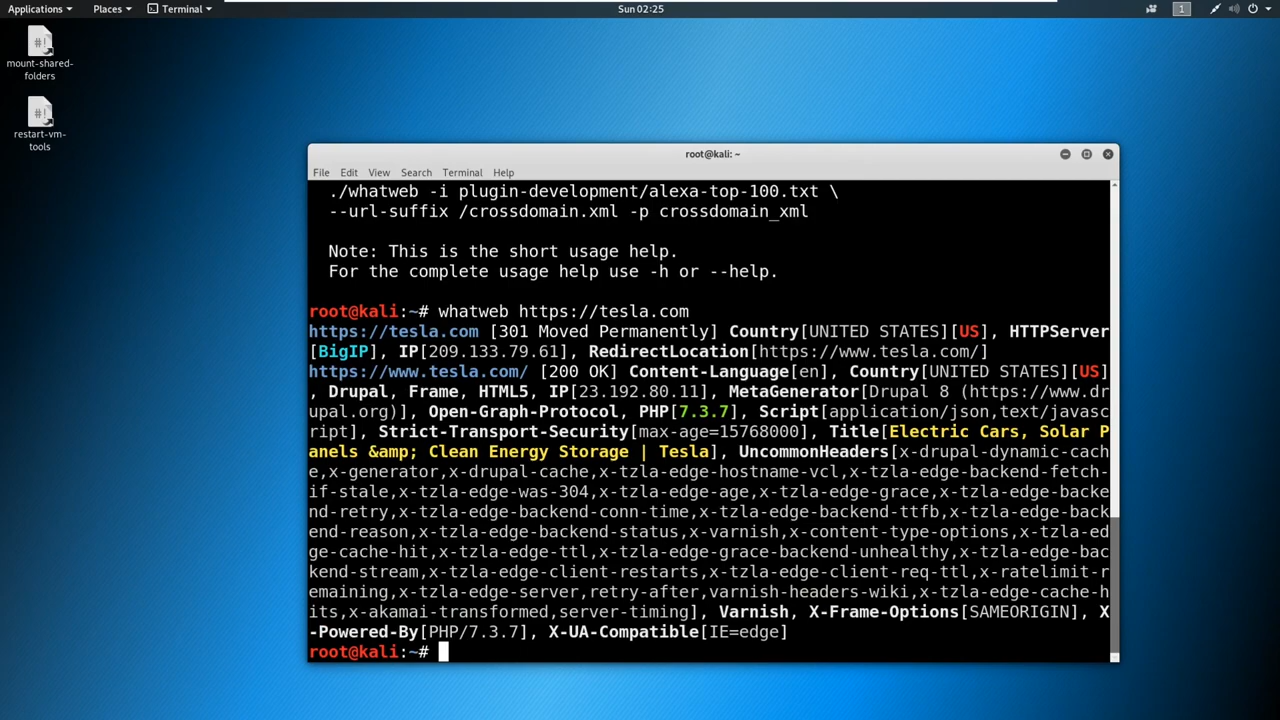 Applications Places Terminal Sun 02:25 1
mount-shared-
folders
restart-vm-
tools
root@kali: ~
File Edit View Search Terminal Help
./whatweb -i plugin-development/alexa-top-100.txt \
--url-suffix /crossdomain.xml -p crossdomain_xml
Note: This is the short usage help.
For the complete usage help use -h or --help.
root@kali:~# whatweb https://tesla.com
https://tesla.com [301 Moved Permanently] Country[UNITED STATES][US], HTTPServer
[BigIP], IP[209.133.79.61], RedirectLocation[https://www.tesla.com/]
https://www.tesla.com/ [200 OK] Content-Language[en], Country[UNITED STATES][US]
, Drupal, Frame, HTML5, IP[23.192.80.11], MetaGenerator[Drupal 8 (https://www.dr
upal.org)], Open-Graph-Protocol, PHP[7.3.7], Script[application/json,text/javasc
ript], Strict-Transport-Security[max-age=15768000], Title[Electric Cars, Solar P
anels &amp; Clean Energy Storage | Tesla], UncommonHeaders[x-drupal-dynamic-cach
e,x-generator,x-drupal-cache,x-tzla-edge-hostname-vcl,x-tzla-edge-backend-fetch-
if-stale,x-tzla-edge-was-304,x-tzla-edge-age,x-tzla-edge-grace,x-tzla-edge-backe
nd-retry,x-tzla-edge-backend-conn-time,x-tzla-edge-backend-ttfb,x-tzla-edge-back
end-reason,x-tzla-edge-backend-status,x-varnish,x-content-type-options,x-tzla-ed
ge-cache-hit,x-tzla-edge-ttl,x-tzla-edge-grace-backend-unhealthy,x-tzla-edge-bac
kend-stream,x-tzla-edge-client-restarts,x-tzla-edge-client-req-ttl,x-ratelimit-r
emaining,x-tzla-edge-server,retry-after,varnish-headers-wiki,x-tzla-edge-cache-h
its,x-akamai-transformed,server-timing], Varnish, X-Frame-Options[SAMEORIGIN], X
-Powered-By[PHP/7.3.7], X-UA-Compatible[IE=edge]
root@kali:~#